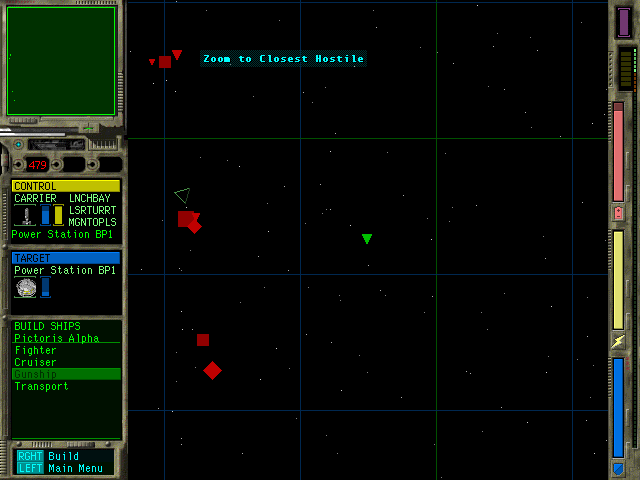 Zoom to Closest Hostile
479
CONTROL
CARRIER LNCHBAY
LSRTURRT
MGNTOPLS
Power Station BP1
TARGET
Power Station BP1
BUILD SHIPS
Pictoris Alpha
Fighter
Cruiser
Gunship
Transport
RGHT Build
LEFT Main Menu